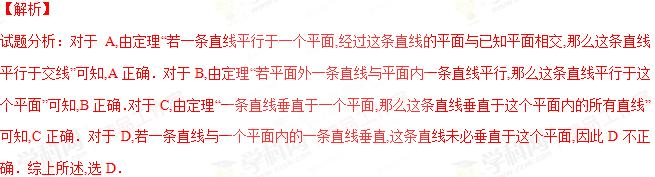 【解析】
试题分析：对于 A,由定理“若一条直线平行于一个平面,经过这条直线的平面与已知平面相交,那么这条直线
平行于交线”可知,A 正确．对于 B,由定理“若平面外一条直线与平面内一条直线平行,那么这条直线平行于这
个平面”可知,B 正确.对于 C,由定理“一条直线垂直于一个平面,那么这条直线垂直于这个平面内的所有直线”
可知,C 正确．对于 D,若一条直线与一个平面内的一条直线垂直,这条直线未必垂直于这个平面,因此 D 不正
确．综上所述,选 D．